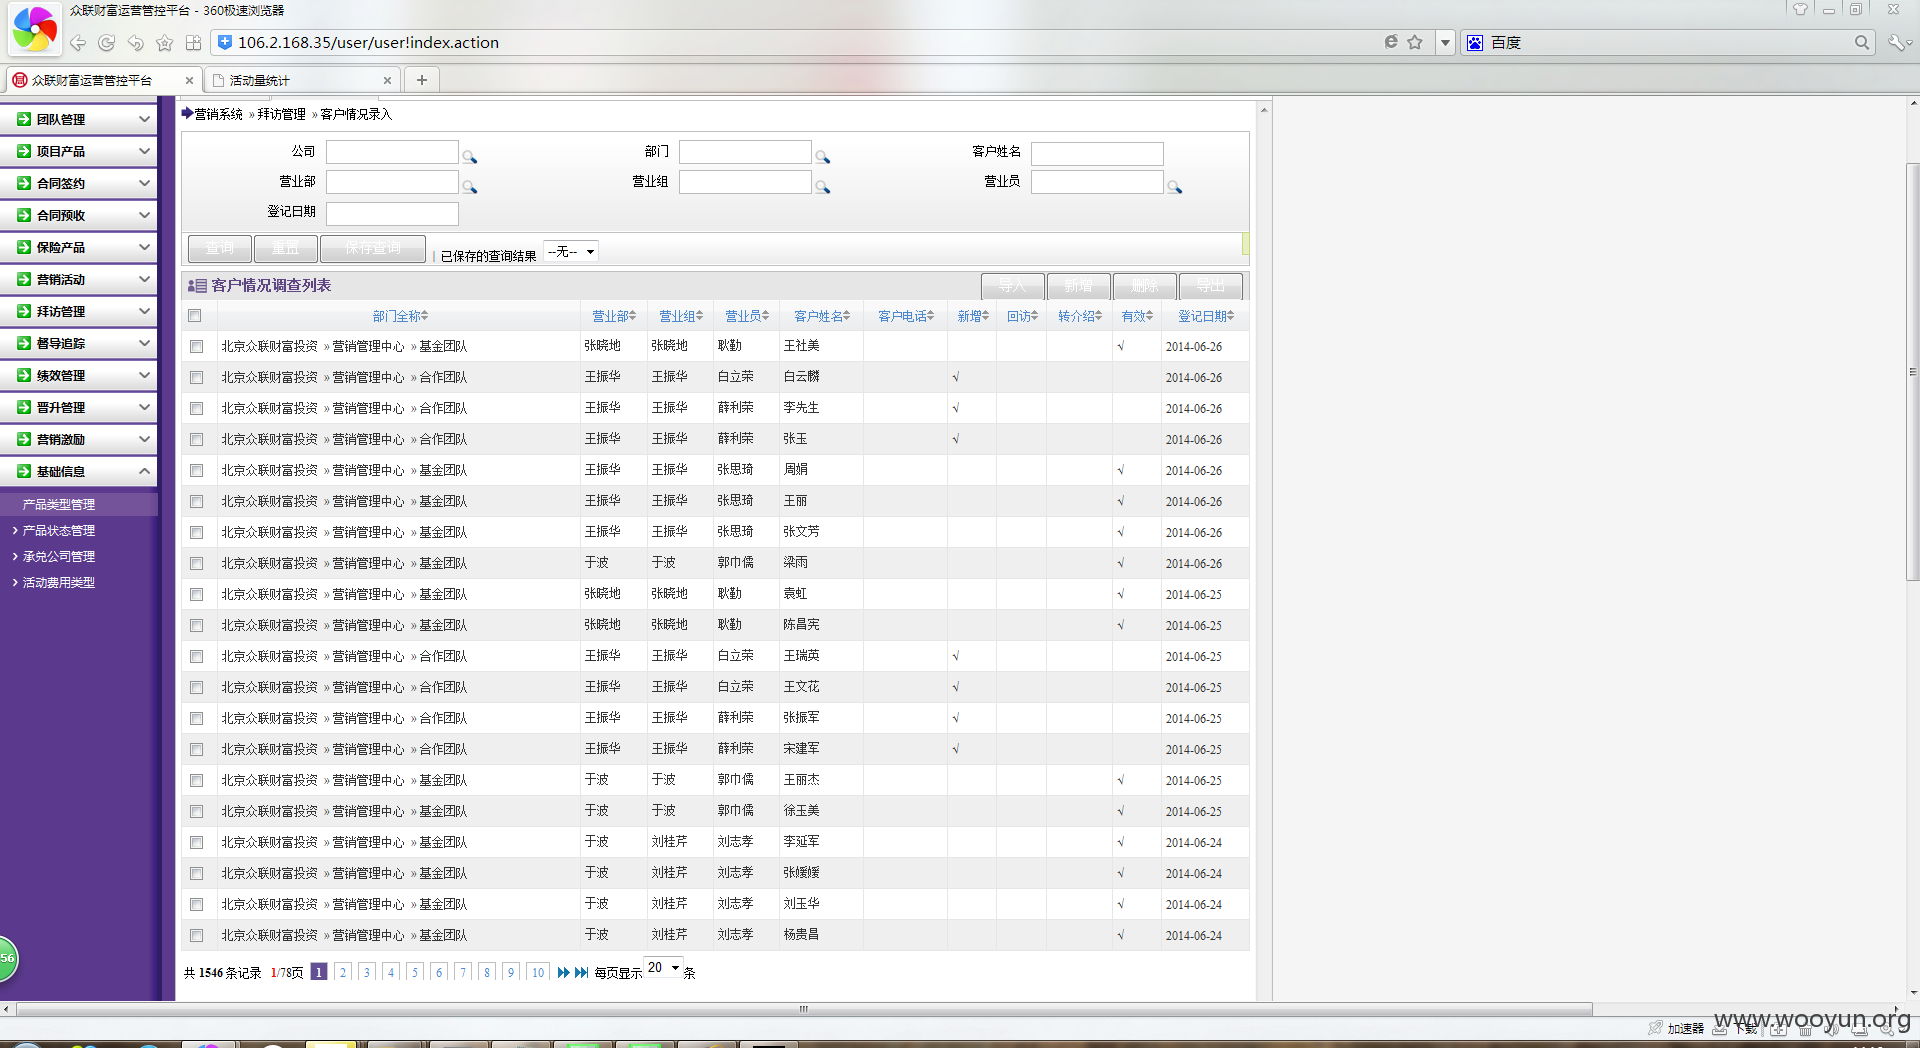 众联财富运营管控平台 - 360极速浏览器
106.2.168.35/user/user!index.action
百度
众联财富运营管控平台 活动量统计
团队管理
项目产品
合同签约
合同预收
保险产品
营销活动
拜访管理
督导追踪
绩效管理
晋升管理
营销激励
基础信息
产品类型管理
产品状态管理
承兑公司管理
活动费用类型
56
营销系统 » 拜访管理 » 客户情况录入
公司 部门 客户姓名
营业部 营业组 营业员
登记日期
查询 重置 保存查询 | 已保存的查询结果 --无--
客户情况调查列表 导入 新增 删除 导出
部门全称 营业部 营业组 营业员 客户姓名 客户电话 新增 回访 转介绍 有效 登记日期
北京众联财富投资 » 营销管理中心 » 基金团队 张晓地 张晓地 耿勤 王社美 √ 2014-06-26
北京众联财富投资 » 营销管理中心 » 合作团队 王振华 王振华 白立荣 白云麟 √ 2014-06-26
北京众联财富投资 » 营销管理中心 » 合作团队 王振华 王振华 薛利荣 李先生 √ 2014-06-26
北京众联财富投资 » 营销管理中心 » 合作团队 王振华 王振华 薛利荣 张玉 √ 2014-06-26
北京众联财富投资 » 营销管理中心 » 基金团队 王振华 王振华 张思琦 周娟 √ 2014-06-26
北京众联财富投资 » 营销管理中心 » 基金团队 王振华 王振华 张思琦 王丽 √ 2014-06-26
北京众联财富投资 » 营销管理中心 » 基金团队 王振华 王振华 张思琦 张文芳 √ 2014-06-26
北京众联财富投资 » 营销管理中心 » 基金团队 于波 于波 郭巾儒 梁雨 √ 2014-06-26
北京众联财富投资 » 营销管理中心 » 基金团队 张晓地 张晓地 耿勤 袁虹 √ 2014-06-25
北京众联财富投资 » 营销管理中心 » 基金团队 张晓地 张晓地 耿勤 陈昌宪 √ 2014-06-25
北京众联财富投资 » 营销管理中心 » 合作团队 王振华 王振华 白立荣 王瑞英 √ 2014-06-25
北京众联财富投资 » 营销管理中心 » 合作团队 王振华 王振华 白立荣 王文花 √ 2014-06-25
北京众联财富投资 » 营销管理中心 » 合作团队 王振华 王振华 薛利荣 张振军 √ 2014-06-25
北京众联财富投资 » 营销管理中心 » 合作团队 王振华 王振华 薛利荣 宋建军 √ 2014-06-25
北京众联财富投资 » 营销管理中心 » 基金团队 于波 于波 郭巾儒 王丽杰 √ 2014-06-25
北京众联财富投资 » 营销管理中心 » 基金团队 于波 于波 郭巾儒 徐玉美 √ 2014-06-25
北京众联财富投资 » 营销管理中心 » 基金团队 于波 刘桂芹 刘志孝 李延军 √ 2014-06-24
北京众联财富投资 » 营销管理中心 » 基金团队 于波 刘桂芹 刘志孝 张媛媛 √ 2014-06-24
北京众联财富投资 » 营销管理中心 » 基金团队 于波 刘桂芹 刘志孝 刘玉华 √ 2014-06-24
北京众联财富投资 » 营销管理中心 » 基金团队 于波 刘桂芹 刘志孝 杨贵昌 √ 2014-06-24
共 1546 条记录 1/78页 1 2 3 4 5 6 7 8 9 10 每页显示 20 条
加速器 下载
www.wooyun.org